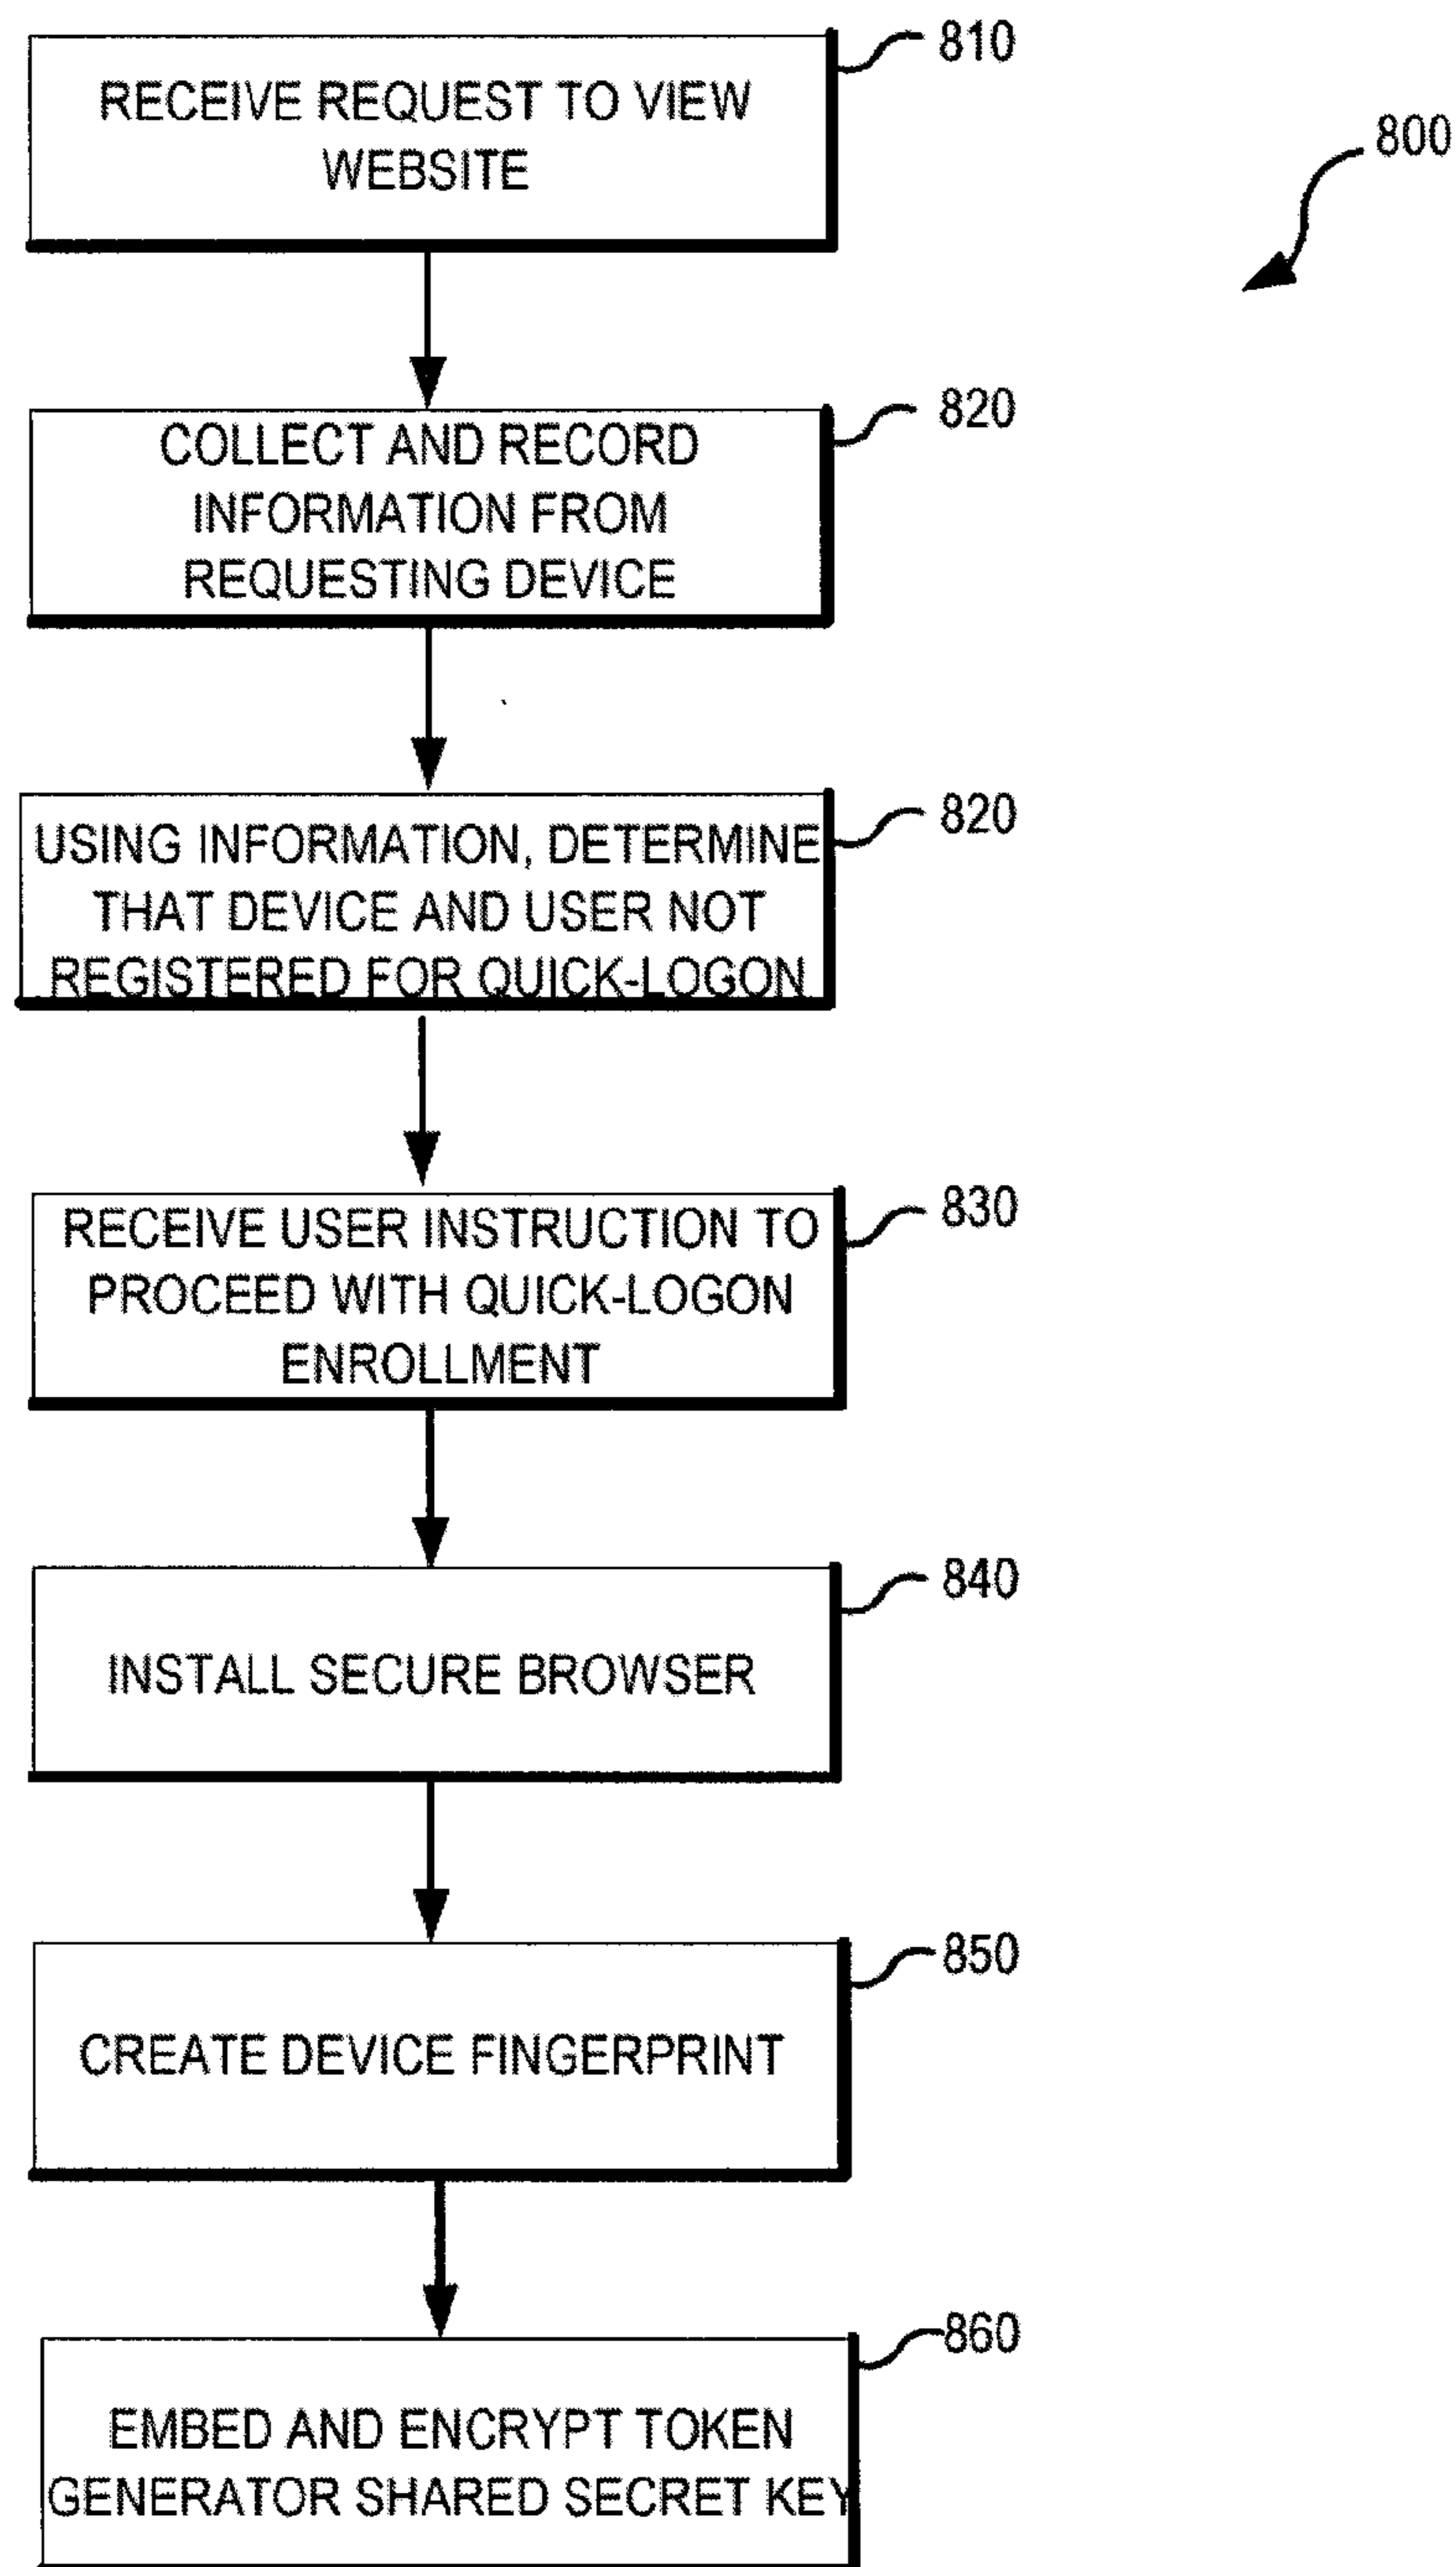 810
RECEIVE REQUEST TO VIEW
WEBSITE
800
820
COLLECT AND RECORD
INFORMATION FROM
REQUESTING DEVICE
820
USING INFORMATION, DETERMINE
THAT DEVICE AND USER NOT
REGISTERED FOR QUICK-LOGON
830
RECEIVE USER INSTRUCTION TO
PROCEED WITH QUICK-LOGON
ENROLLMENT
840
INSTALL SECURE BROWSER
850
CREATE DEVICE FINGERPRINT
860
EMBED AND ENCRYPT TOKEN
GENERATOR SHARED SECRET KEY